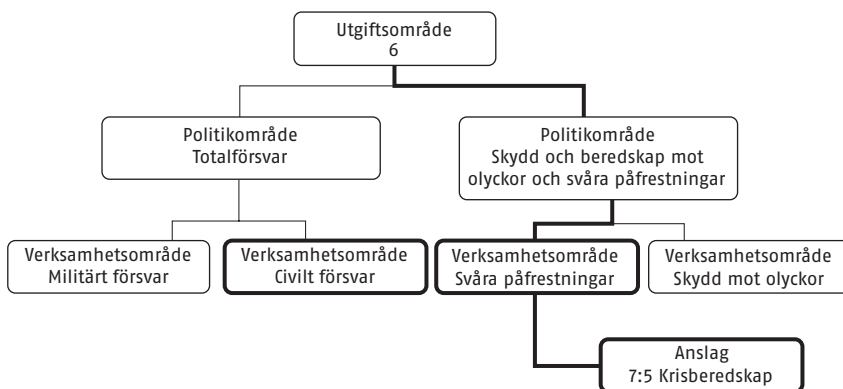 Utgiftsområde
6
Politikområde
Totalförsvar
Politikområde
Skydd och beredskap mot
olyckor och svåra påfrestningar
Verksamhetsområde
Militärt försvar
Verksamhetsområde
Civilt försvar
Verksamhetsområde
Svåra påfrestningar
Verksamhetsområde
Skydd mot olyckor
Anslag
7:5 Krisberedskap